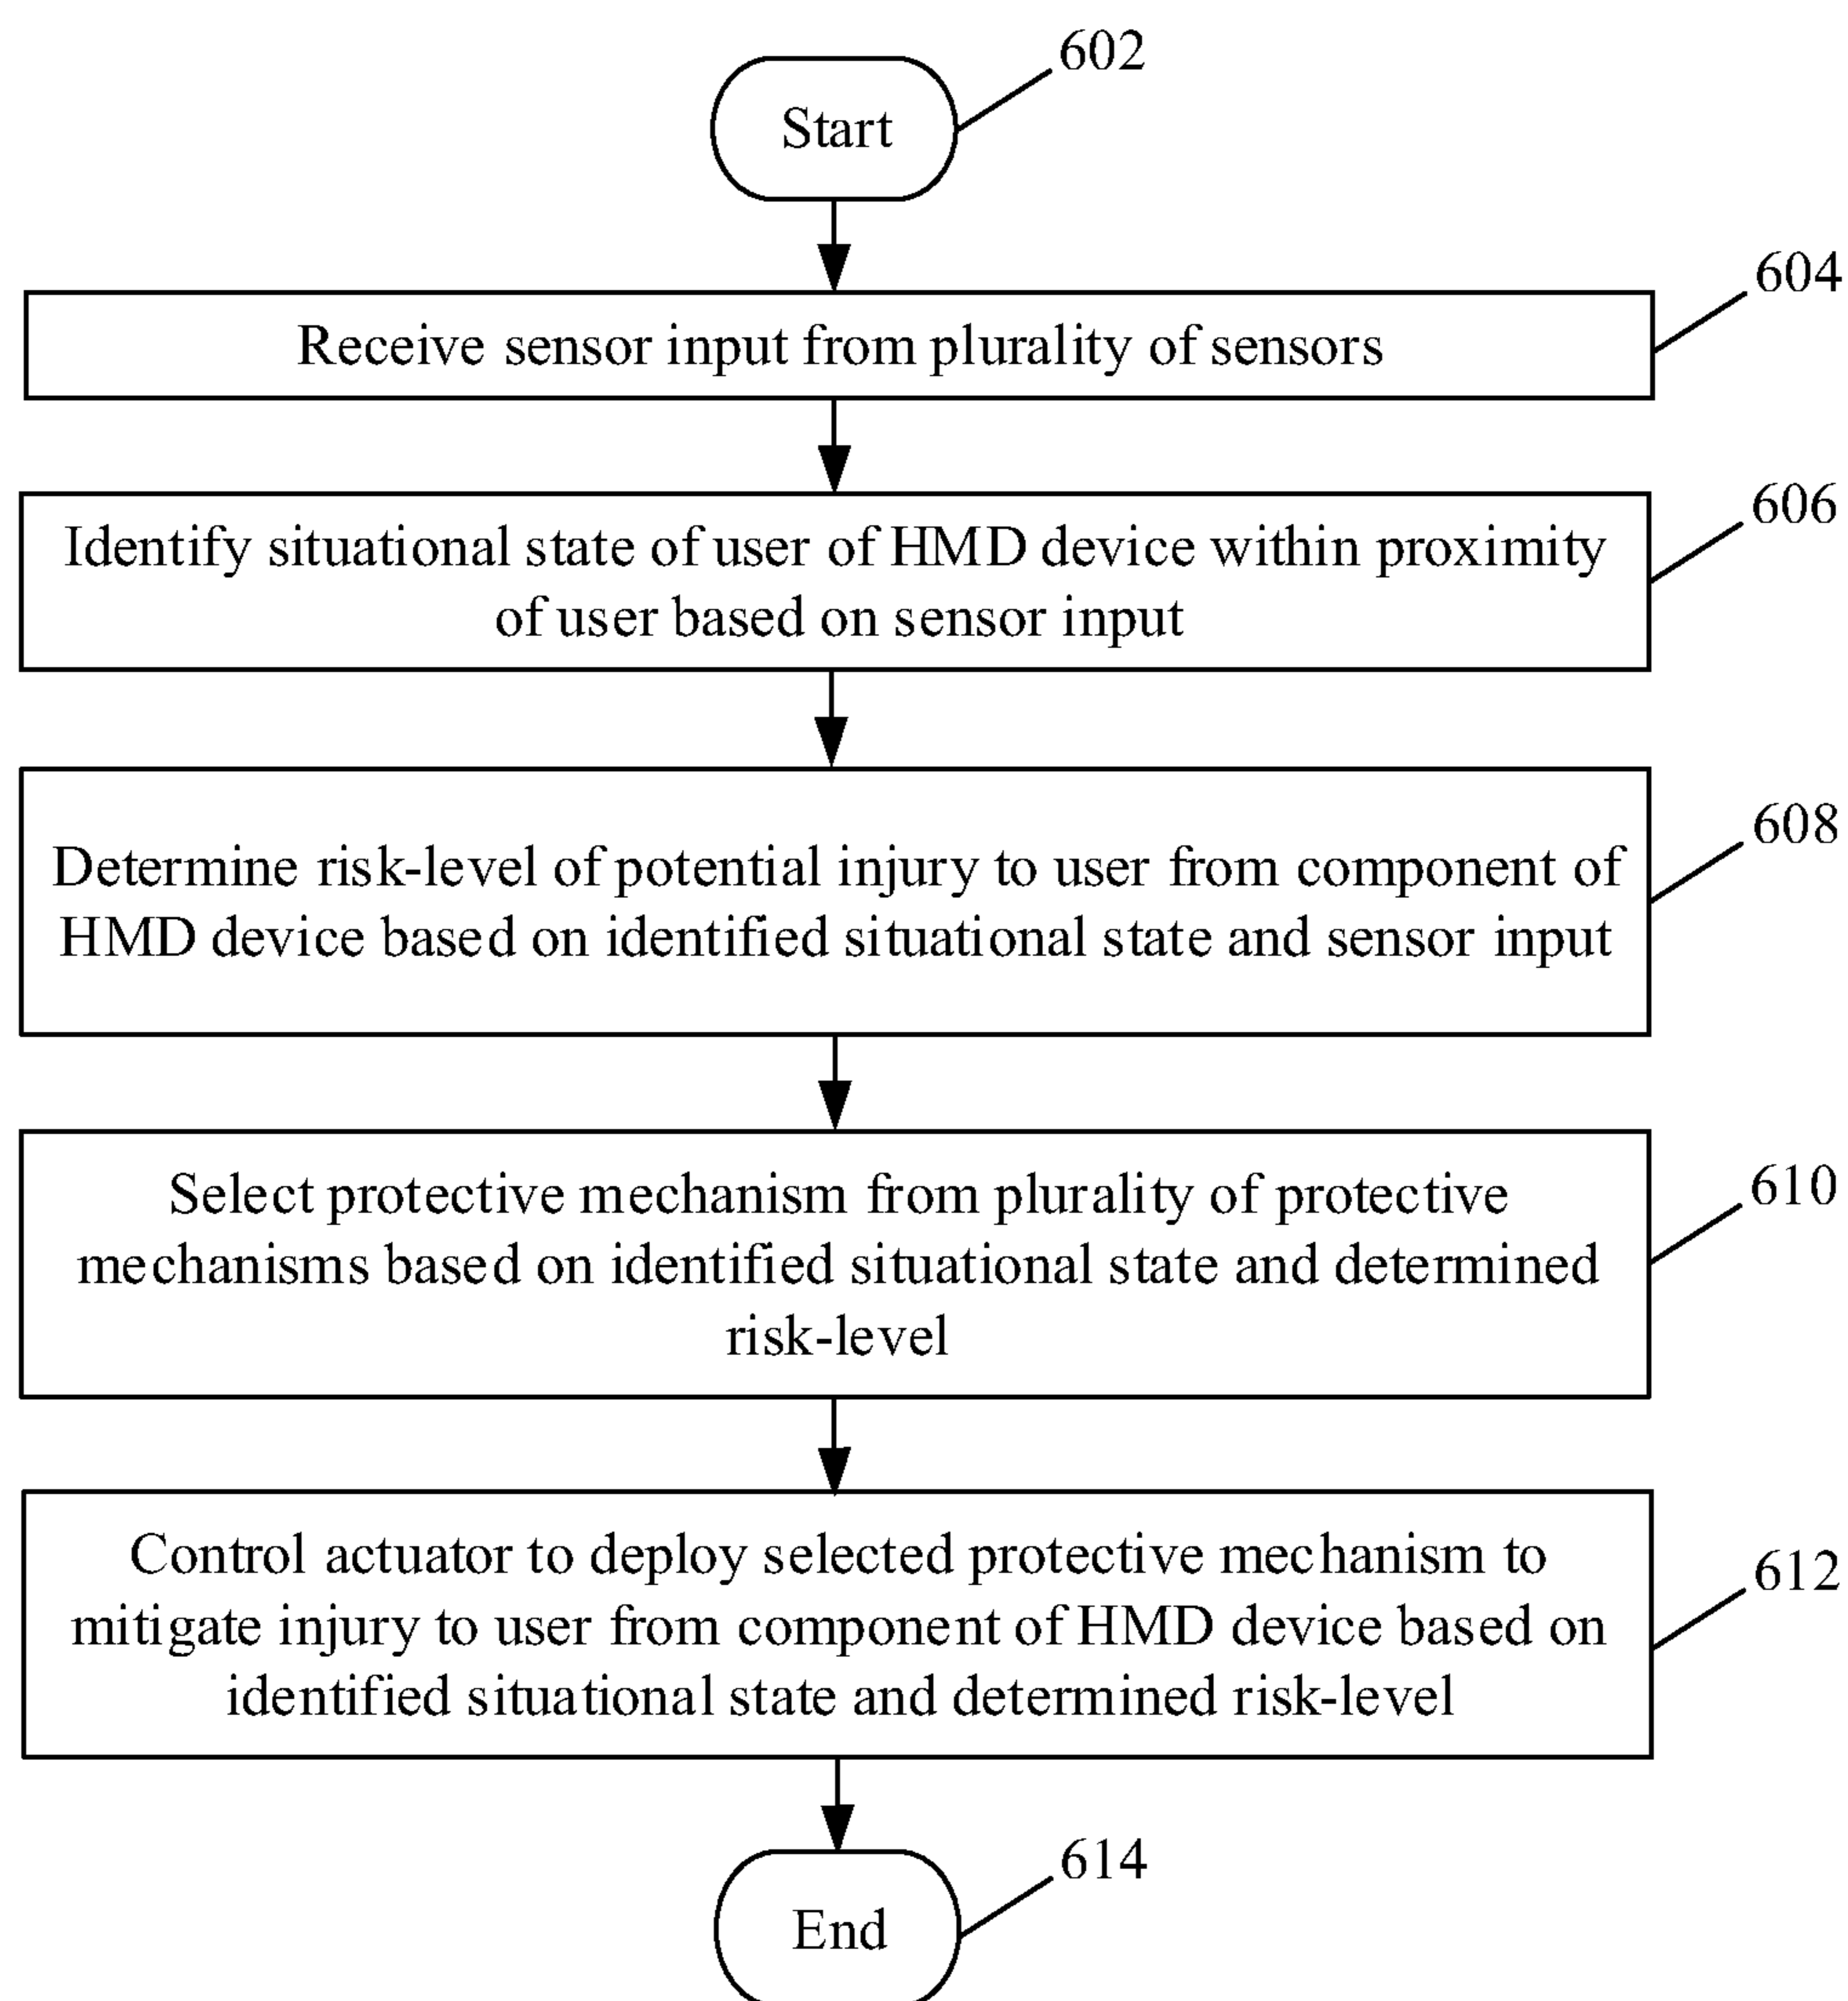 602
Start
604
Receive sensor input from plurality of sensors
606
Identify situational state of user of HMD device within proximity
of user based on sensor input
608
Determine risk-level of potential injury to user from component of
HMD device based on identified situational state and sensor input
610
Select protective mechanism from plurality of protective
mechanisms based on identified situational state and determined
risk-level
612
Control actuator to deploy selected protective mechanism to
mitigate injury to user from component of HMD device based on
identified situational state and determined risk-level
614
End